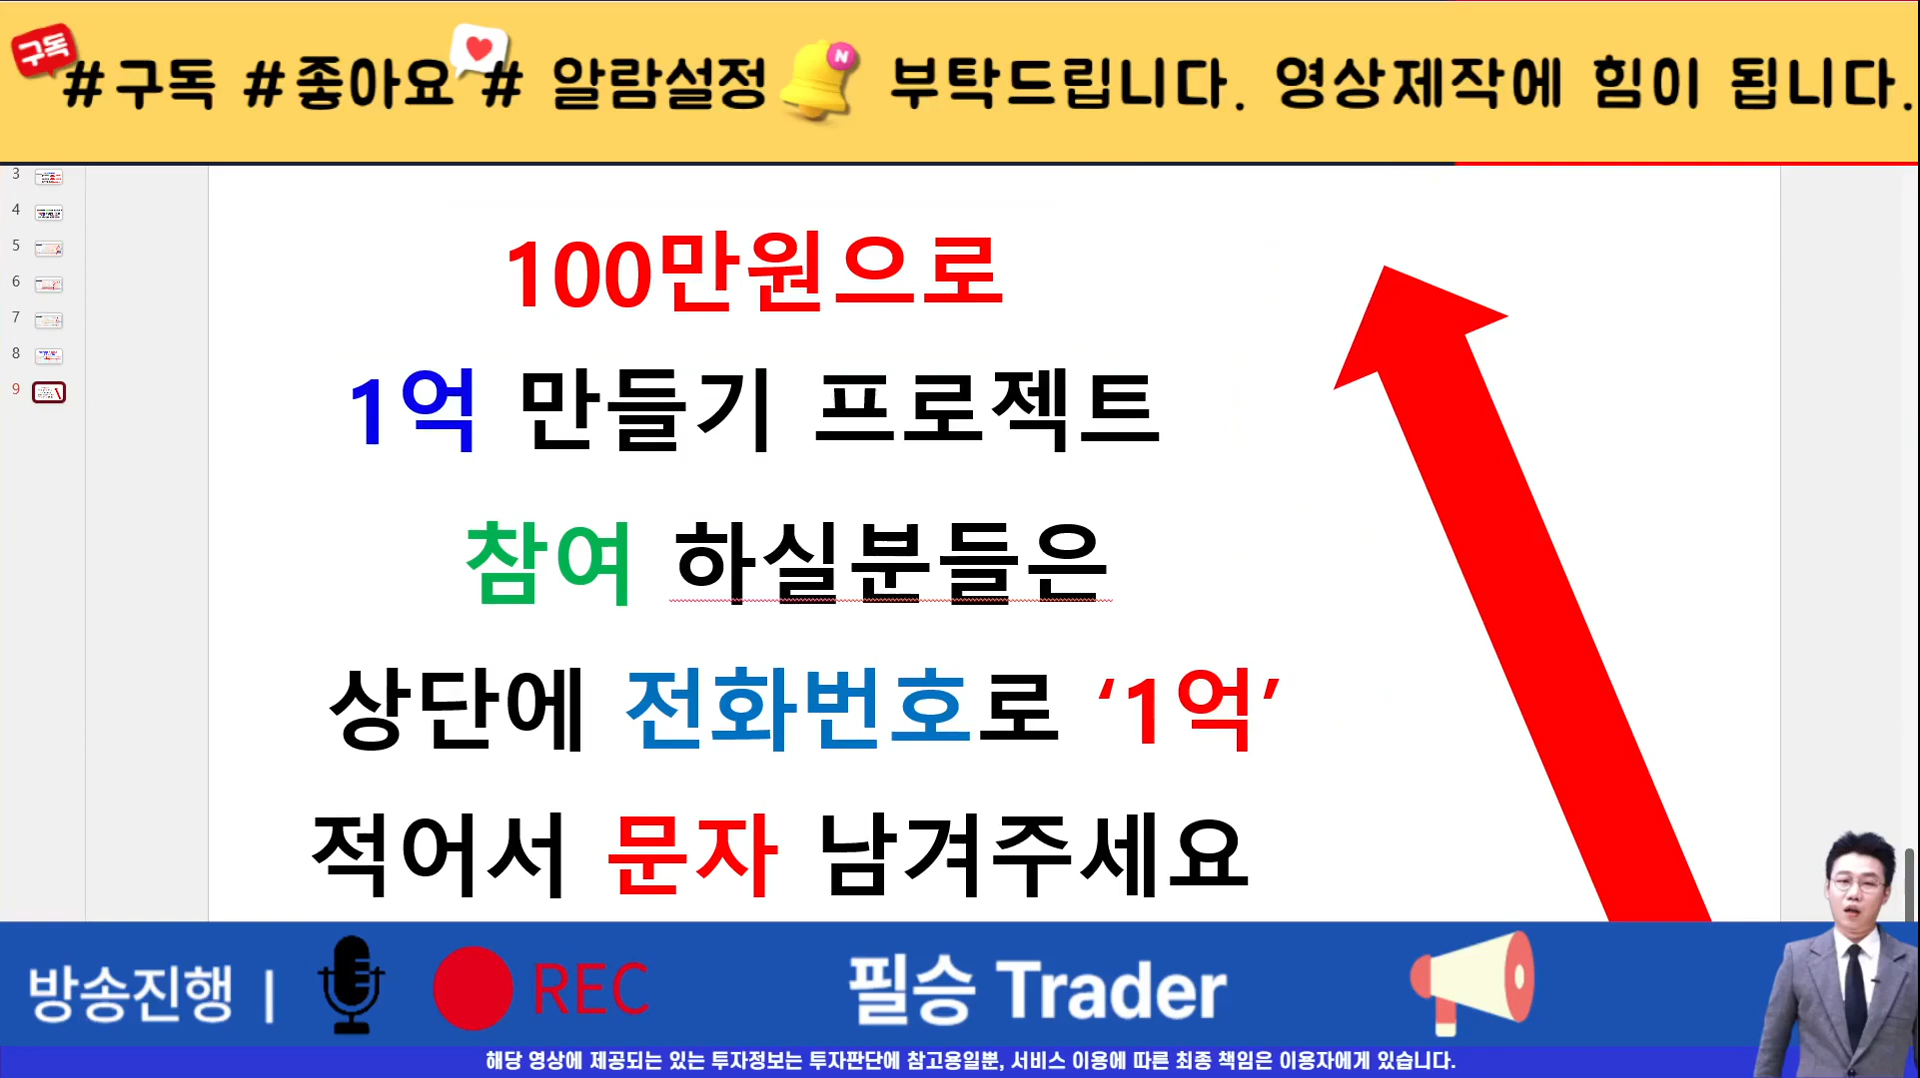 구독
#구독 #좋아요 # 알람설정 N 부탁드립니다. 영상제작에 힘이 됩니다.
3
4
5
6
7
8
9
100만원으로
1억 만들기 프로젝트
참여 하실분들은
상단에 전화번호로 ‘1억’
적어서 문자 남겨주세요
방송진행 | REC 필승 Trader
해당 영상에 제공되는 있는 투자정보는 투자판단에 참고용일뿐, 서비스 이용에 따른 최종 책임은 이용자에게 있습니다.